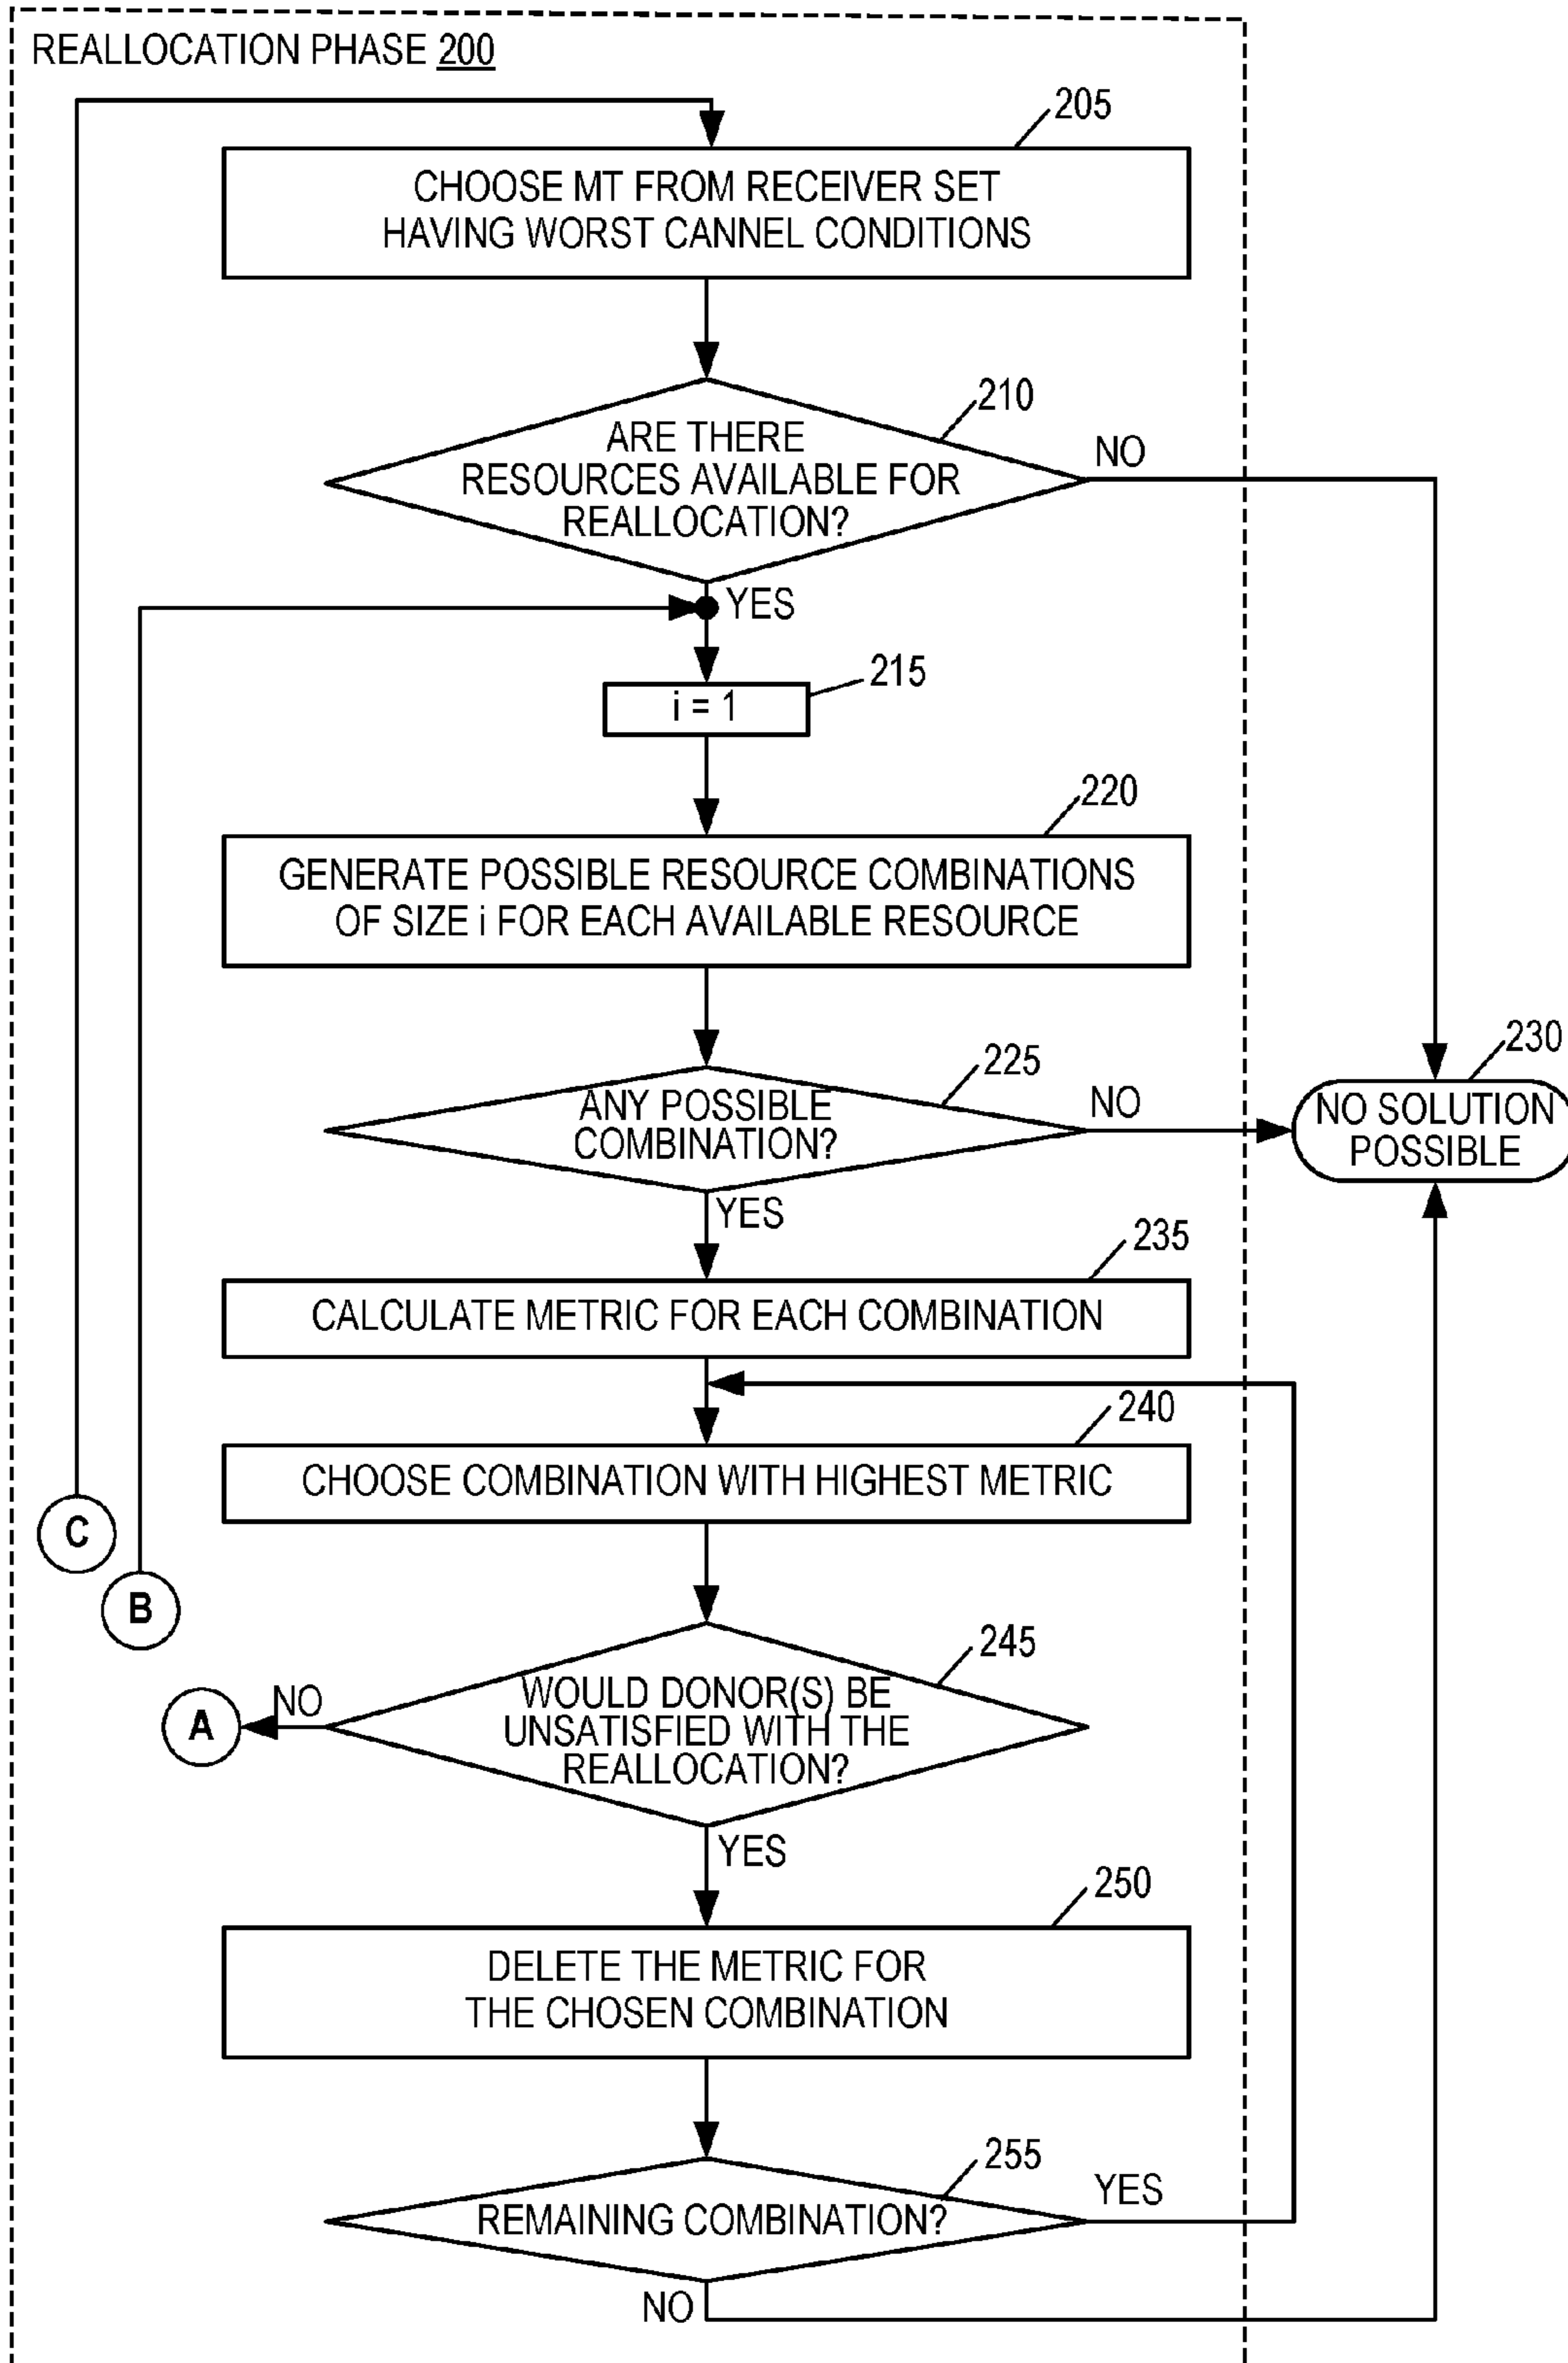 REALLOCATION PHASE 200
205
CHOOSE MT FROM RECEIVER SET
HAVING WORST CANNEL CONDITIONS
210
ARE THERE
RESOURCES AVAILABLE FOR
REALLOCATION?
NO
YES
215
i = 1
220
GENERATE POSSIBLE RESOURCE COMBINATIONS
OF SIZE i FOR EACH AVAILABLE RESOURCE
225
ANY POSSIBLE
COMBINATION?
NO
230
NO SOLUTION
POSSIBLE
YES
235
CALCULATE METRIC FOR EACH COMBINATION
240
CHOOSE COMBINATION WITH HIGHEST METRIC
C
B
245
WOULD DONOR(S) BE
UNSATISFIED WITH THE
REALLOCATION?
NO
A
YES
250
DELETE THE METRIC FOR
THE CHOSEN COMBINATION
255
REMAINING COMBINATION?
YES
NO